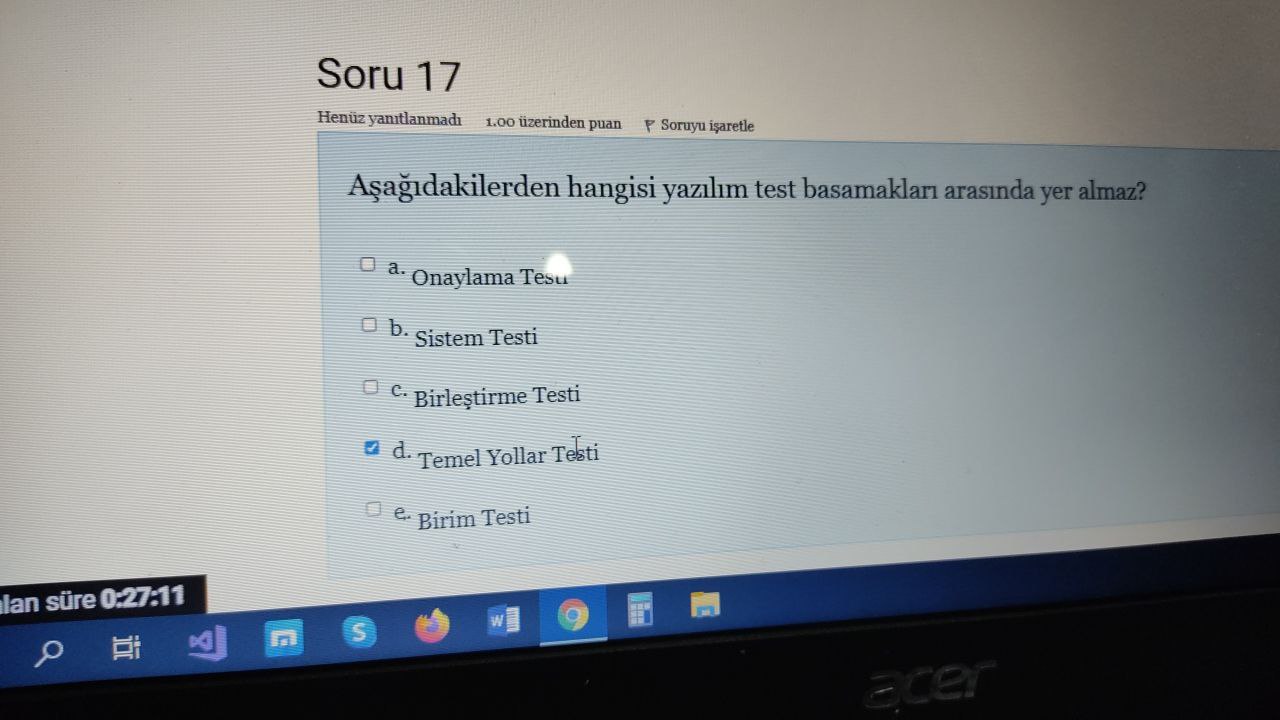 Soru 17
Henüz yanıtlanmadı 1.00 üzerinden puan Soruyu işaretle
Aşağıdakilerden hangisi yazılım test basamakları arasında yer almaz?
a. Onaylama Testi
b. Sistem Testi
c. Birleştirme Testi
d. Temel Yollar Testi
e. Birim Testi
süre 0:27:11
acer